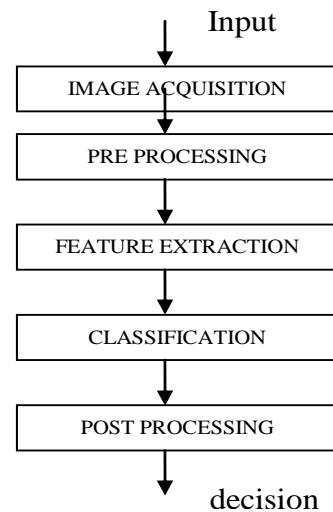 Input
IMAGE ACQUISITION
PRE PROCESSING
FEATURE EXTRACTION
CLASSIFICATION
POST PROCESSING
decision